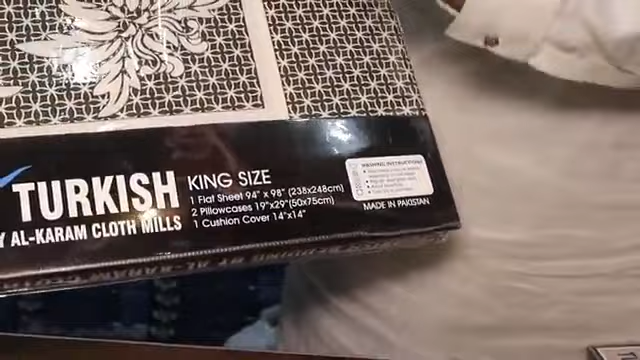 TURKISH
Y AL-KARAM CLOTH MILLS
KING SIZE
1 Flat Sheet 94" x 98" (238x248cm)
2 Pillowcases 19"x29"(50x75cm)
1 Cushion Cover 14"x14"
WASHING INSTRUCTIONS
MADE IN PAKISTAN